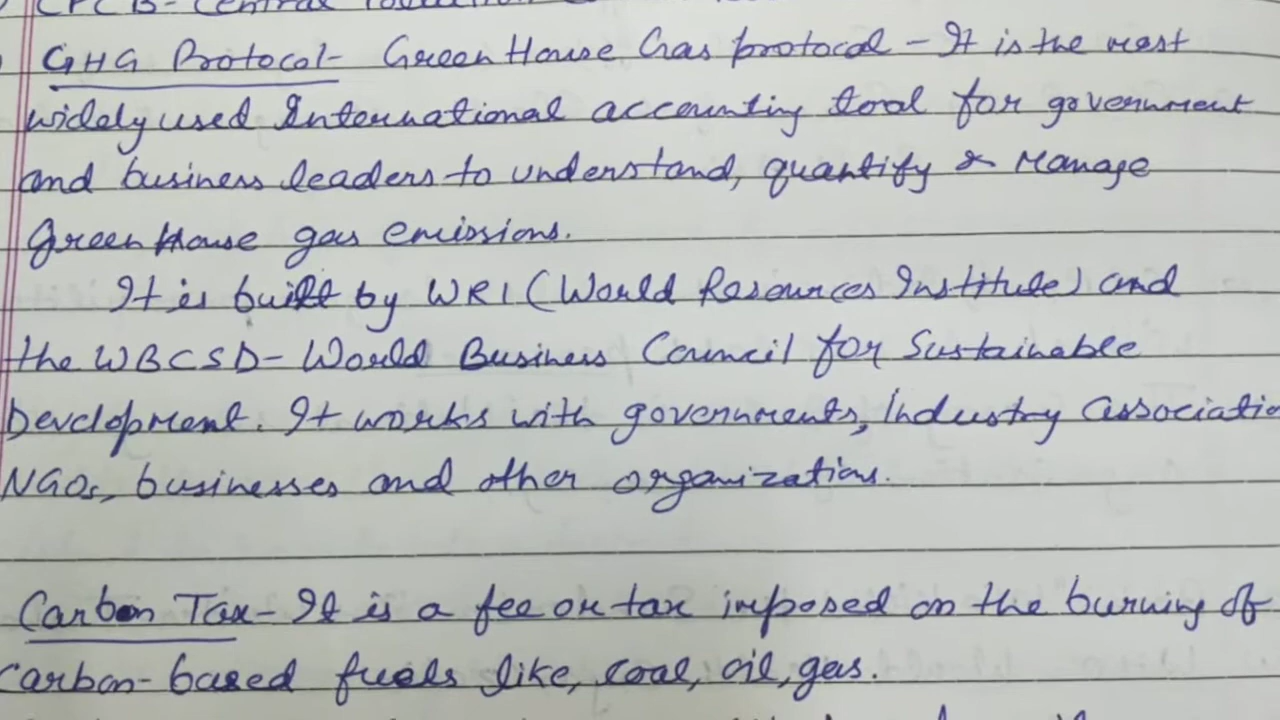 CPCB- Central
GHG Protocol- Green House Gas protocol - It is the most
widely used International accounting tool for government
and business leaders to understand, quantify & Manage
Green House gas emissions.
It is built by WRI (World Resources Institute) and
the WBCSD- World Business Council for Sustainable
Development. It works with governments, Industry associatio
NGOs, businesses and other organizations.
Carbon Tax- It is a fee or tax imposed on the burning of
carbon-based fuels like, coal, oil, gas.